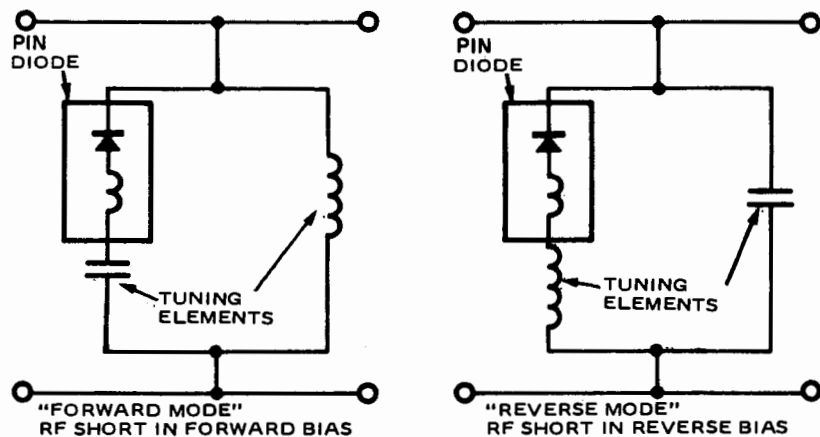 PIN
DIODE
TUNING
ELEMENTS
"FORWARD MODE"
RF SHORT IN FORWARD BIAS
PIN
DIODE
TUNING
ELEMENTS
"REVERSE MODE"
RF SHORT IN REVERSE BIAS